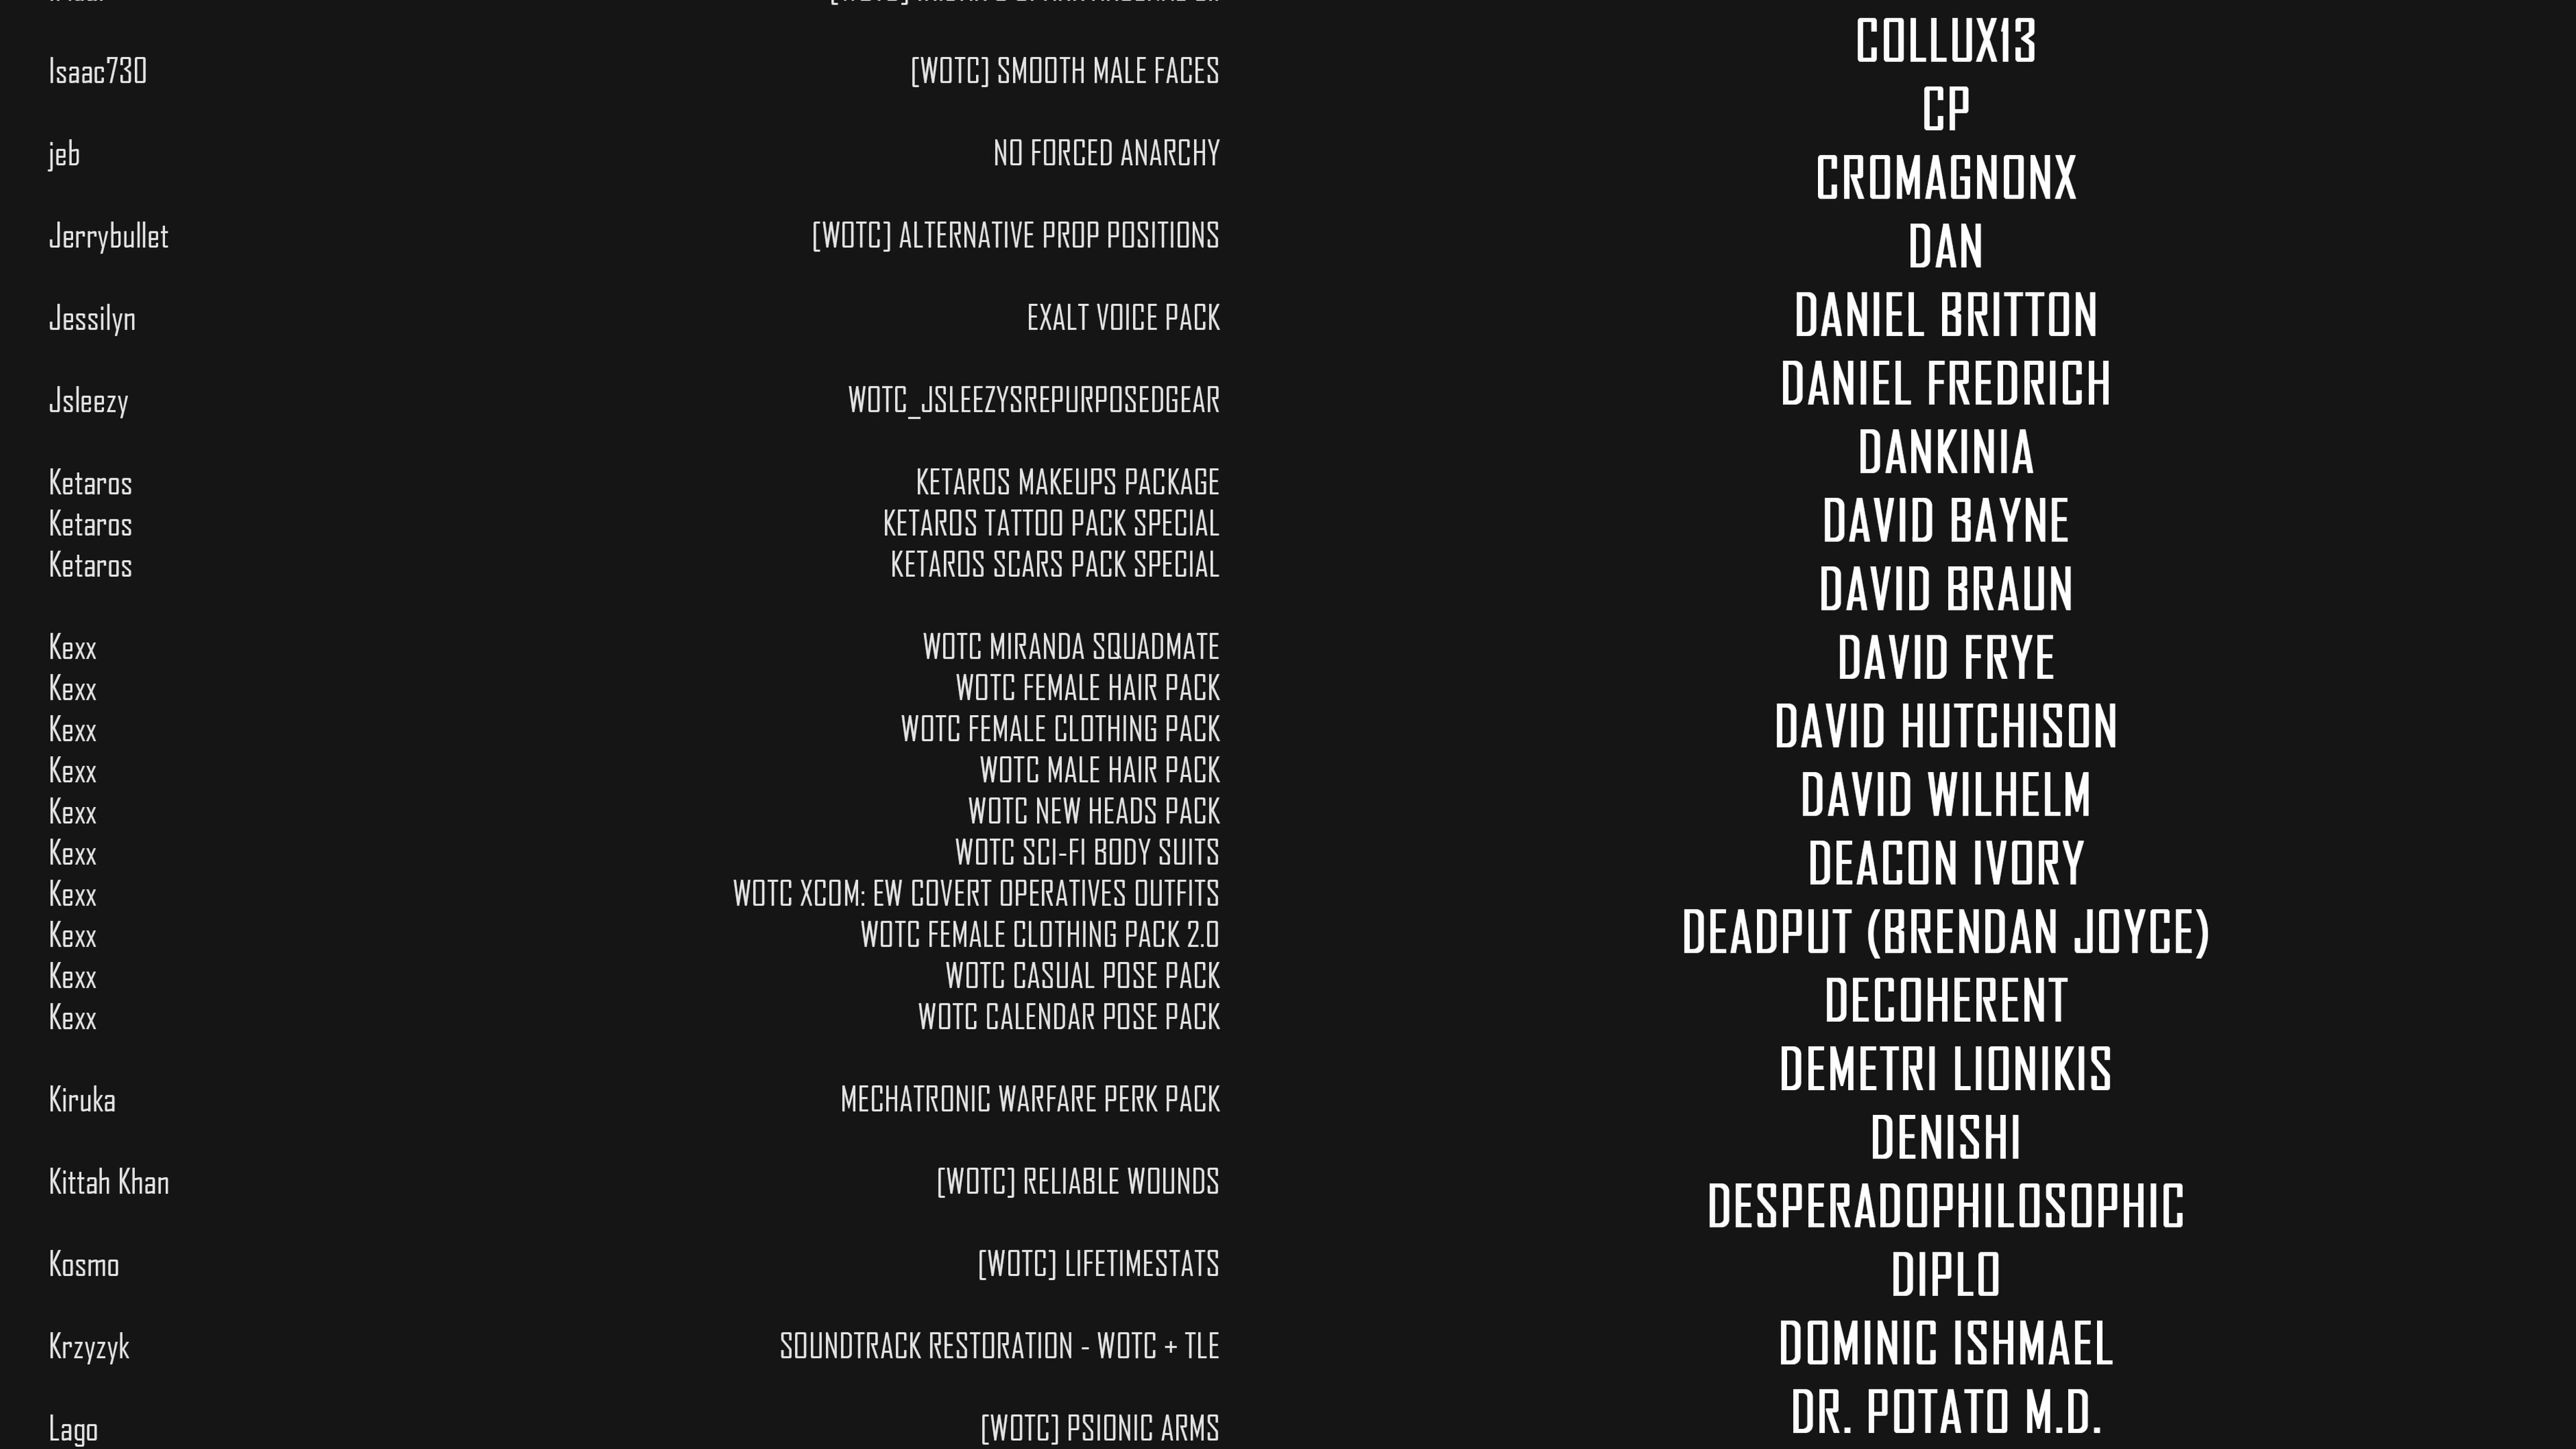 Isaac730 [WOTC] SMOOTH MALE FACES
jeb NO FORCED ANARCHY
Jerrybullet [WOTC] ALTERNATIVE PROP POSITIONS
Jessilyn EXALT VOICE PACK
Jsleezy WOTC_JSLEEZYSREPURPOSEDGEAR
Ketaros KETAROS MAKEUPS PACKAGE
Ketaros KETAROS TATTOO PACK SPECIAL
Ketaros KETAROS SCARS PACK SPECIAL
Kexx WOTC MIRANDA SQUADMATE
Kexx WOTC FEMALE HAIR PACK
Kexx WOTC FEMALE CLOTHING PACK
Kexx WOTC MALE HAIR PACK
Kexx WOTC NEW HEADS PACK
Kexx WOTC SCI-FI BODY SUITS
Kexx WOTC XCOM: EW COVERT OPERATIVES OUTFITS
Kexx WOTC FEMALE CLOTHING PACK 2.0
Kexx WOTC CASUAL POSE PACK
Kexx WOTC CALENDAR POSE PACK
Kiruka MECHATRONIC WARFARE PERK PACK
Kittah Khan [WOTC] RELIABLE WOUNDS
Kosmo [WOTC] LIFETIMESTATS
Krzyzyk SOUNDTRACK RESTORATION - WOTC + TLE
Lago [WOTC] PSIONIC ARMS
COLLUX13
CP
CROMAGNONX
DAN
DANIEL BRITTON
DANIEL FREDRICH
DANKINIA
DAVID BAYNE
DAVID BRAUN
DAVID FRYE
DAVID HUTCHISON
DAVID WILHELM
DEACON IVORY
DEADPUT (BRENDAN JOYCE)
DECOHERENT
DEMETRI LIONIKIS
DENISHI
DESPERADOPHILOSOPHIC
DIPLO
DOMINIC ISHMAEL
DR. POTATO M.D.